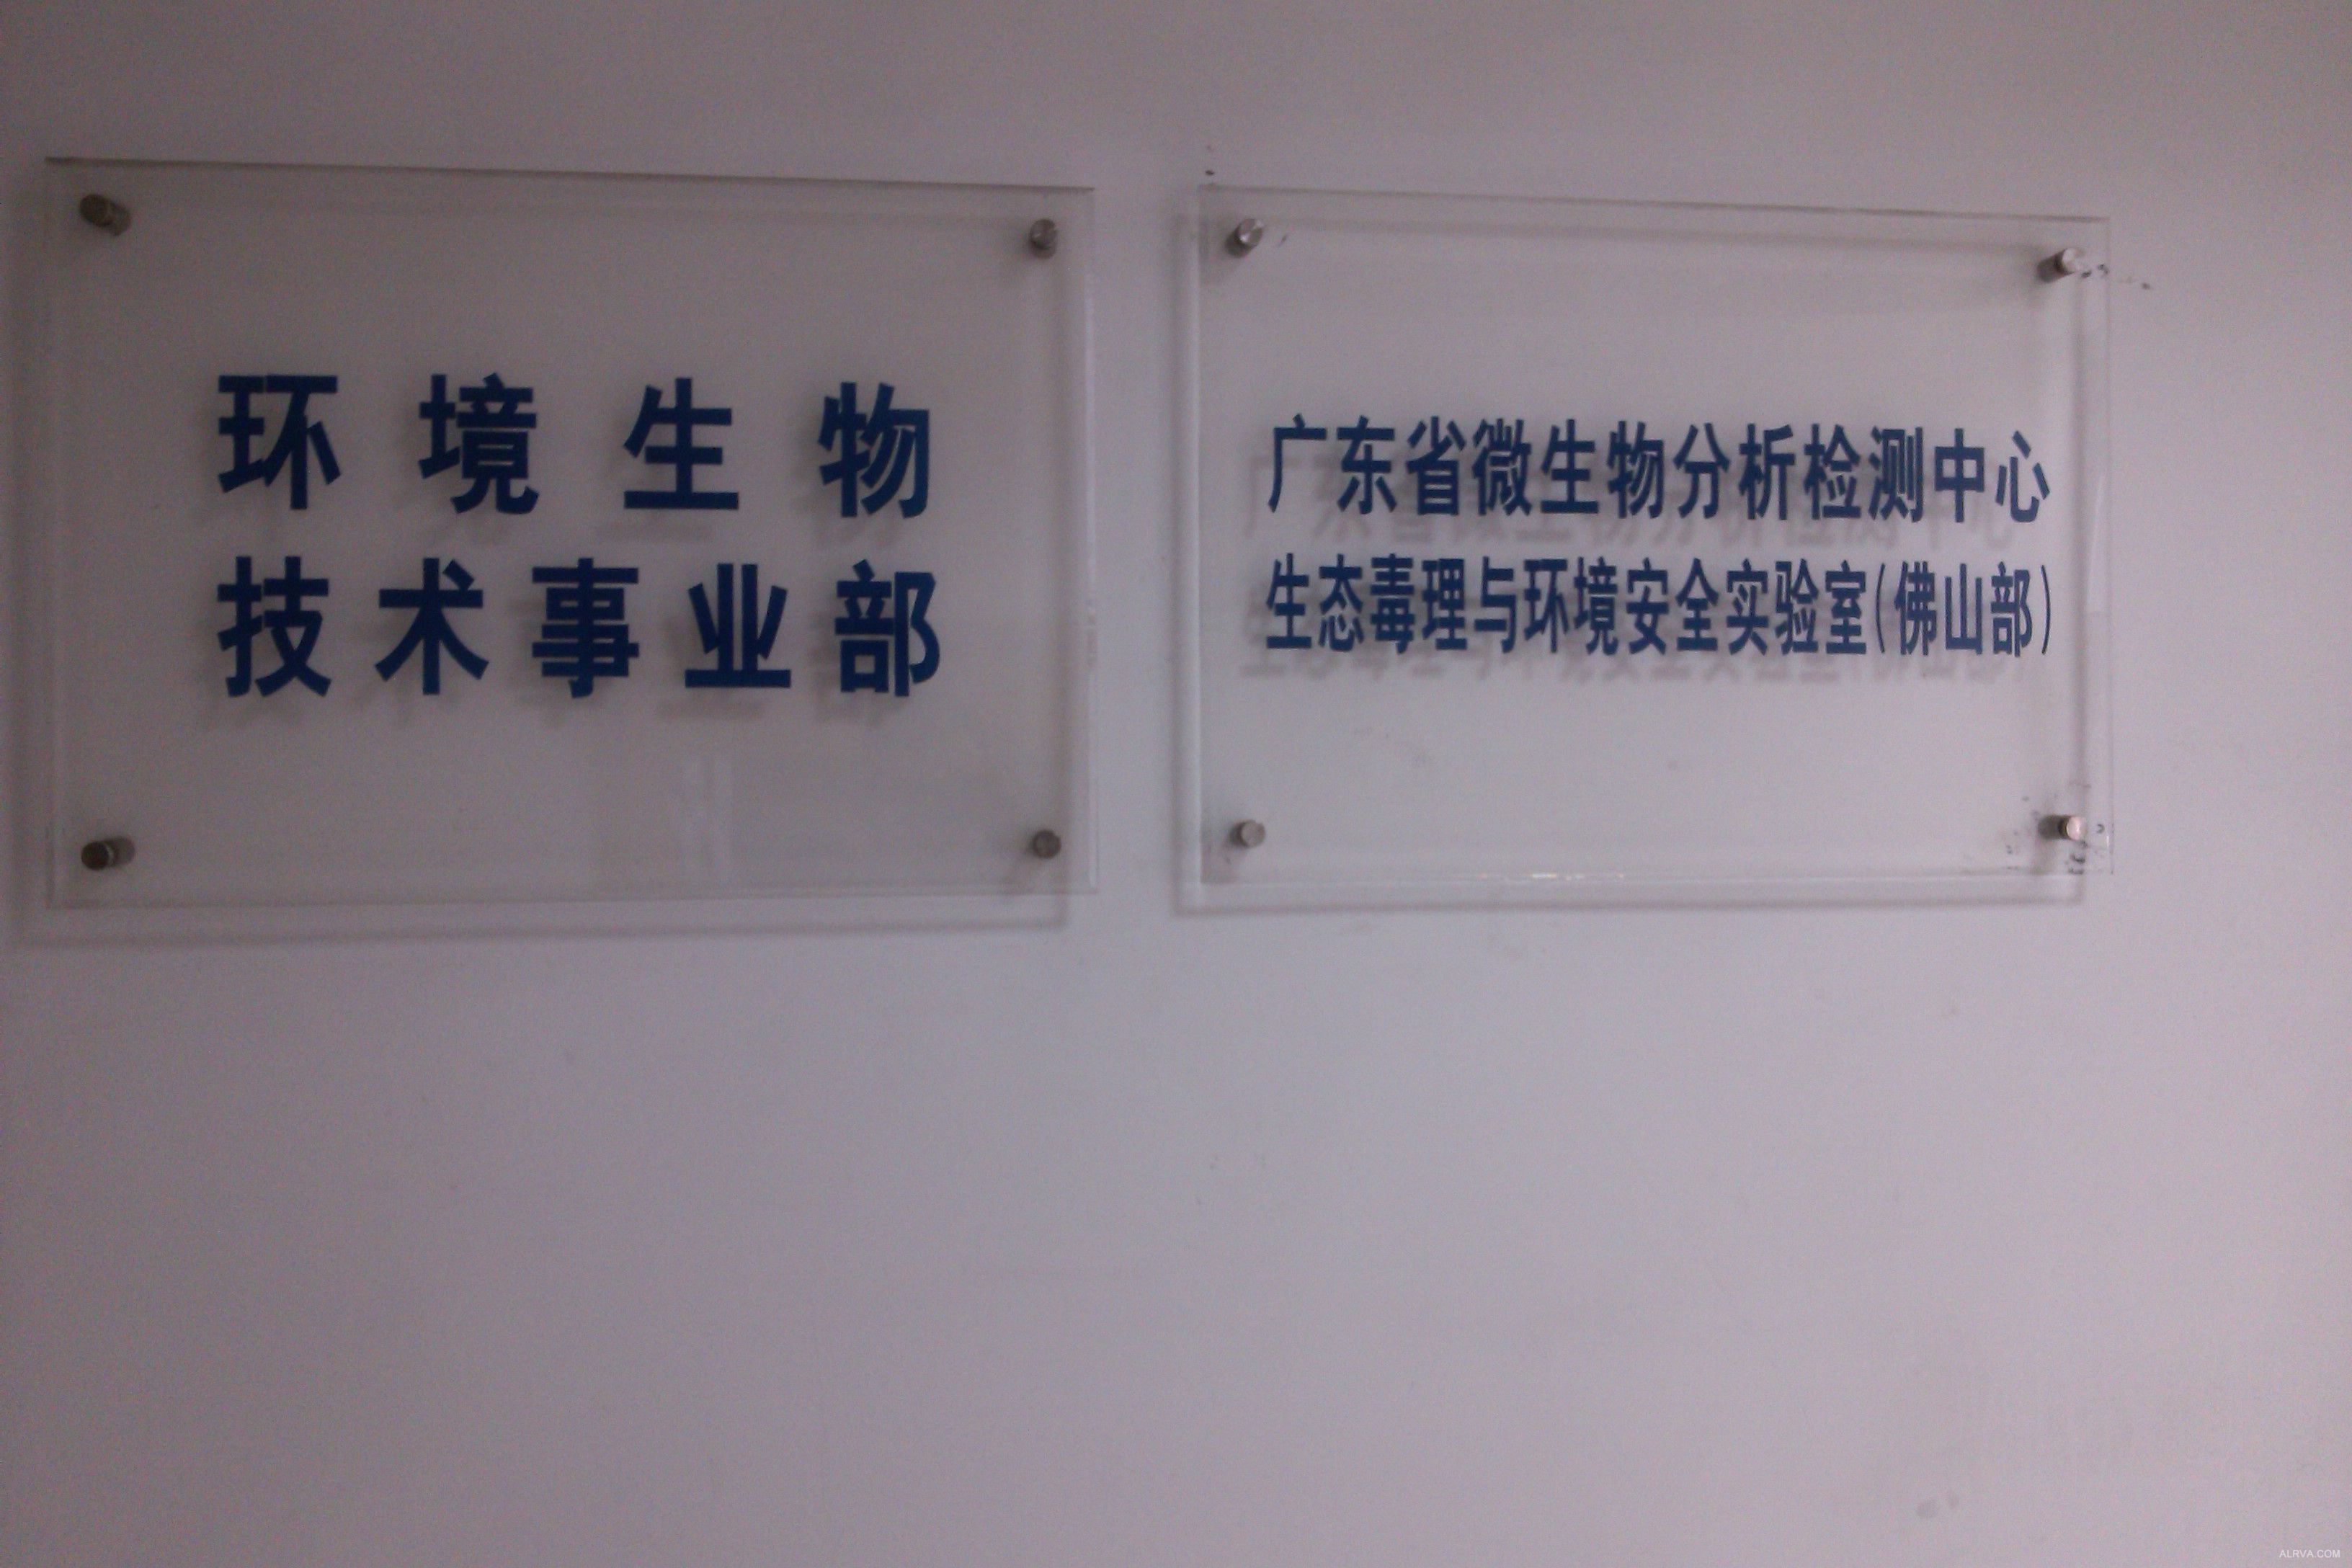 环境生物
技术事业部
广东省微生物分析检测中心
生态毒理与环境安全实验室(佛山部)
ALRVA.COM